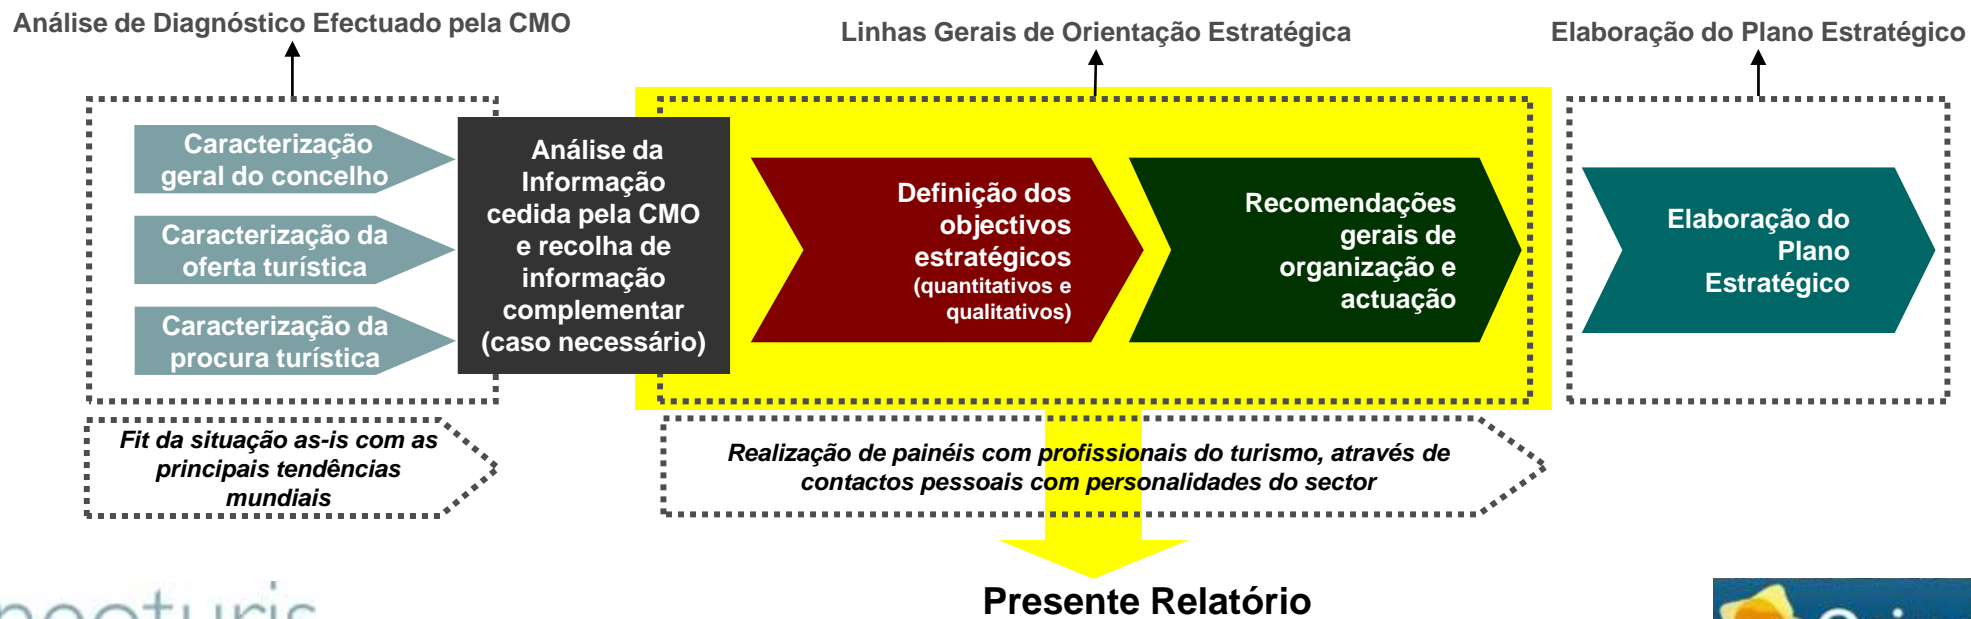 Análise de Diagnóstico Efectuado pela CMO
Linhas Gerais de Orientação Estratégica
Elaboração do Plano Estratégico
Caracterização
geral do concelho
Caracterização da
oferta turística
Caracterização da
procura turística
Análise da
Informação
cedida pela CMO
e recolha de
informação
complementar
(caso necessário)
Definição dos
objectivos
estratégicos
(quantitativos e
qualitativos)
Recomendações
gerais de
organização e
actuação
Elaboração do
Plano
Estratégico
Fit da situação as-is com as
principais tendências
mundiais
Realização de painéis com profissionais do turismo, através de
contactos pessoais com personalidades do sector
Presente Relatório
neoturis